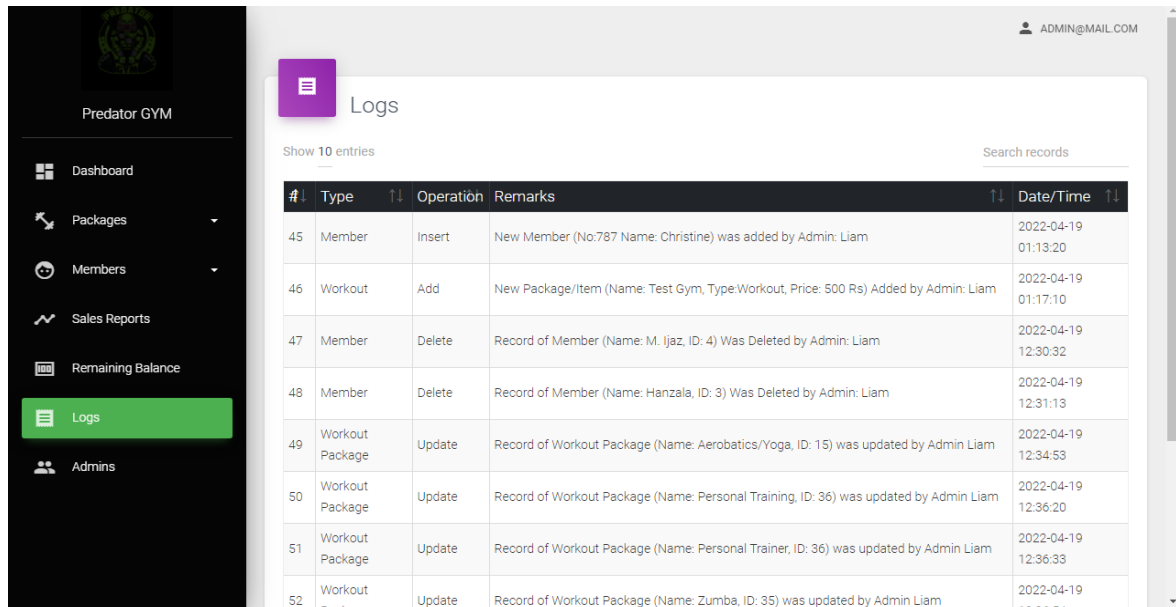 ADMIN@MAIL.COM
Predator GYM
Dashboard
Packages
Members
Sales Reports
Remaining Balance
Logs
Admins
Logs
Show 10 entries
Search records
# Type Operation Remarks Date/Time
45 Member Insert New Member (No:787 Name: Christine) was added by Admin: Liam 2022-04-19
01:13:20
46 Workout Add New Package/Item (Name: Test Gym, Type:Workout, Price: 500 Rs) Added by Admin: Liam 2022-04-19
01:17:10
47 Member Delete Record of Member (Name: M. Ijaz, ID: 4) Was Deleted by Admin: Liam 2022-04-19
12:30:32
48 Member Delete Record of Member (Name: Hanzala, ID: 3) Was Deleted by Admin: Liam 2022-04-19
12:31:13
49 Workout
Package Update Record of Workout Package (Name: Aerobatics/Yoga, ID: 15) was updated by Admin Liam 2022-04-19
12:34:53
50 Workout
Package Update Record of Workout Package (Name: Personal Training, ID: 36) was updated by Admin Liam 2022-04-19
12:36:20
51 Workout
Package Update Record of Workout Package (Name: Personal Trainer, ID: 36) was updated by Admin Liam 2022-04-19
12:36:33
52 Workout
Update Record of Workout Package (Name: Zumba, ID: 35) was updated by Admin Liam 2022-04-19